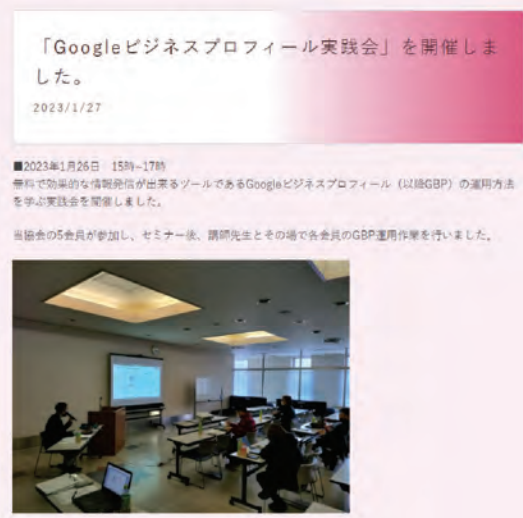 「Googleビジネスプロフィール実践会」を開催しま
した。
2023/1/27
■2023年1月26日　15時~17時
無料で効果的な情報発信が出来るツールであるGoogleビジネスプロフィール（以降GBP）の運用方法
を学ぶ実践会を開催しました。
当協会の5会員が参加し、セミナー後、講師先生とその場で各会員のGBP運用作業を行いました。